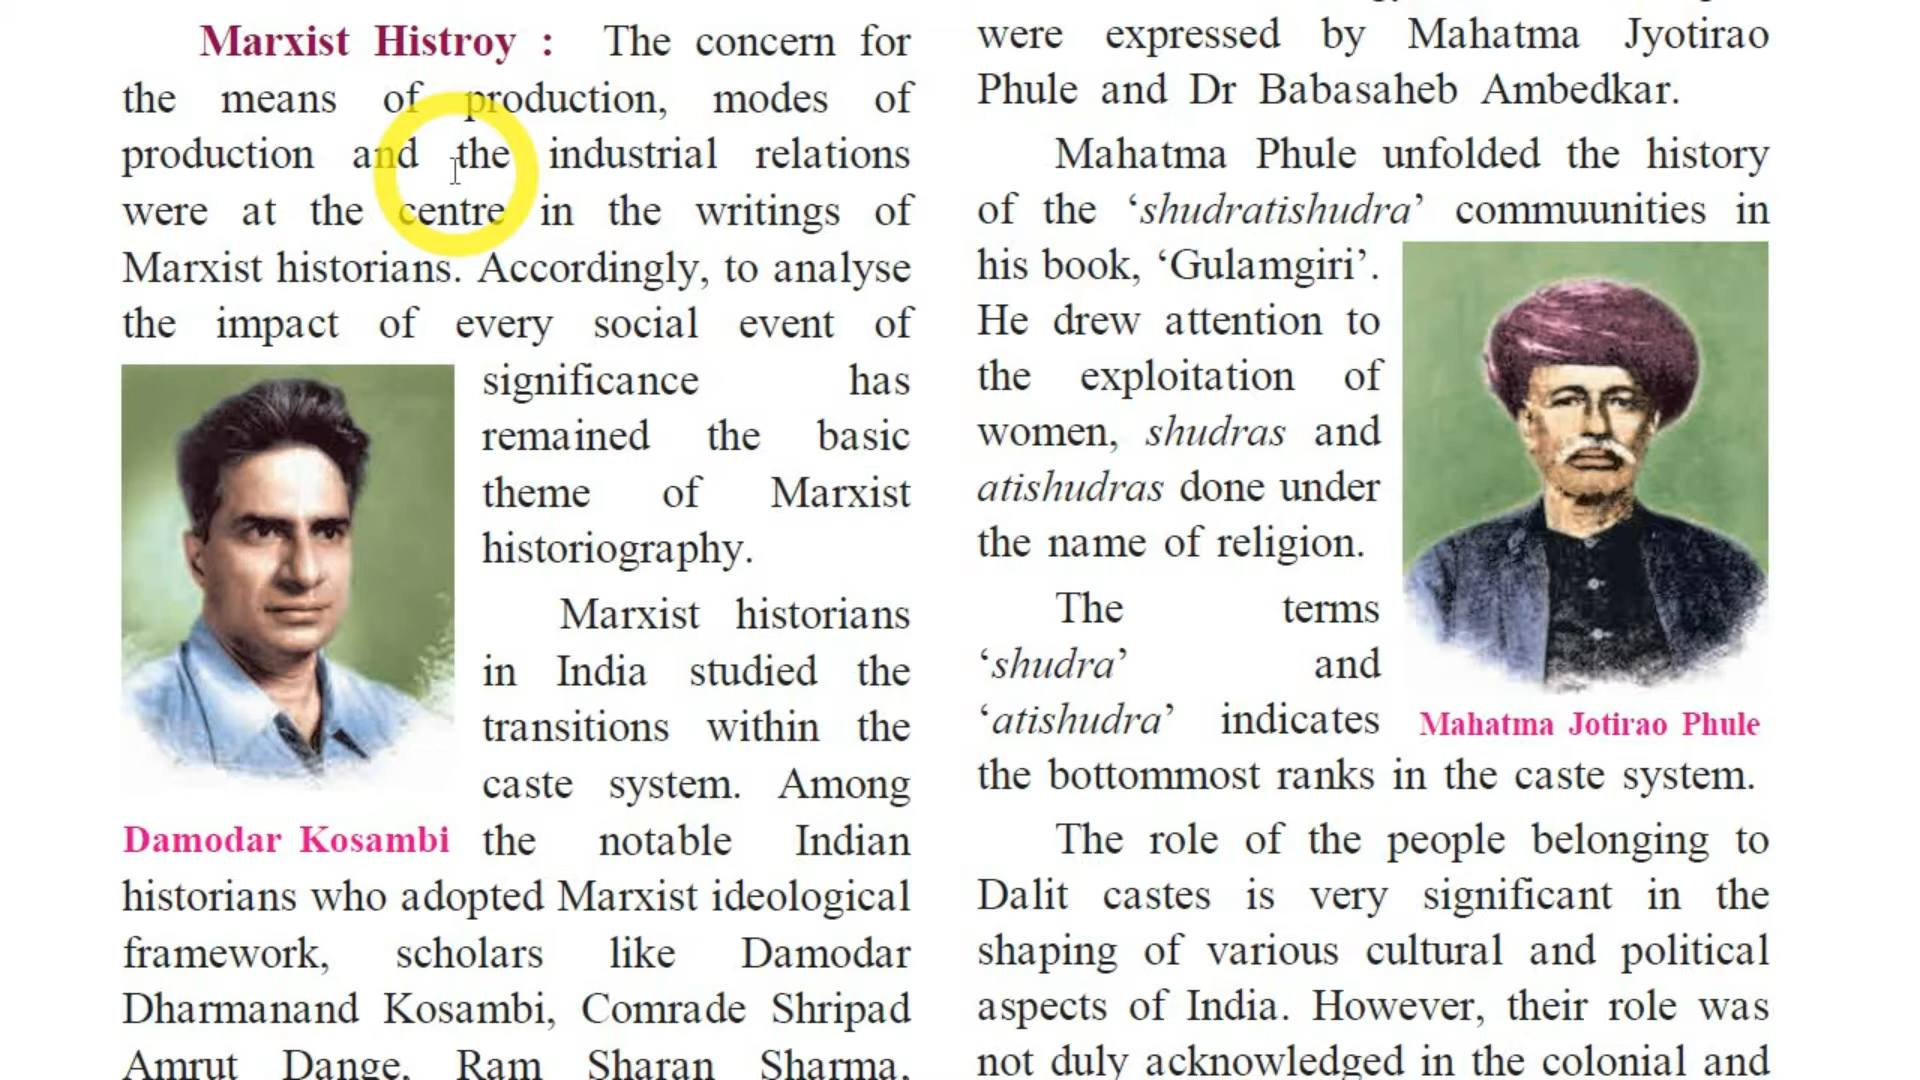 Marxist Histroy : The concern for
the means of production, modes of
production and the industrial relations
were at the centre in the writings of
Marxist historians. Accordingly, to analyse
the impact of every social event of
significance has
remained the basic
theme of Marxist
historiography.
Marxist historians
in India studied the
transitions within the
caste system. Among
Damodar Kosambi
the notable Indian
historians who adopted Marxist ideological
framework, scholars like Damodar
Dharmanand Kosambi, Comrade Shripad
Amrut Dange, Ram Sharan Sharma,
were expressed by Mahatma Jyotirao
Phule and Dr Babasaheb Ambedkar.
Mahatma Phule unfolded the history
of the ‘shudratishudra’ commuunities in
his book, ‘Gulamgiri’.
He drew attention to
the exploitation of
women, shudras and
atishudras done under
the name of religion.
The terms
‘shudra’ and
‘atishudra’ indicates
Mahatma Jotirao Phule
the bottommost ranks in the caste system.
The role of the people belonging to
Dalit castes is very significant in the
shaping of various cultural and political
aspects of India. However, their role was
not duly acknowledged in the colonial and